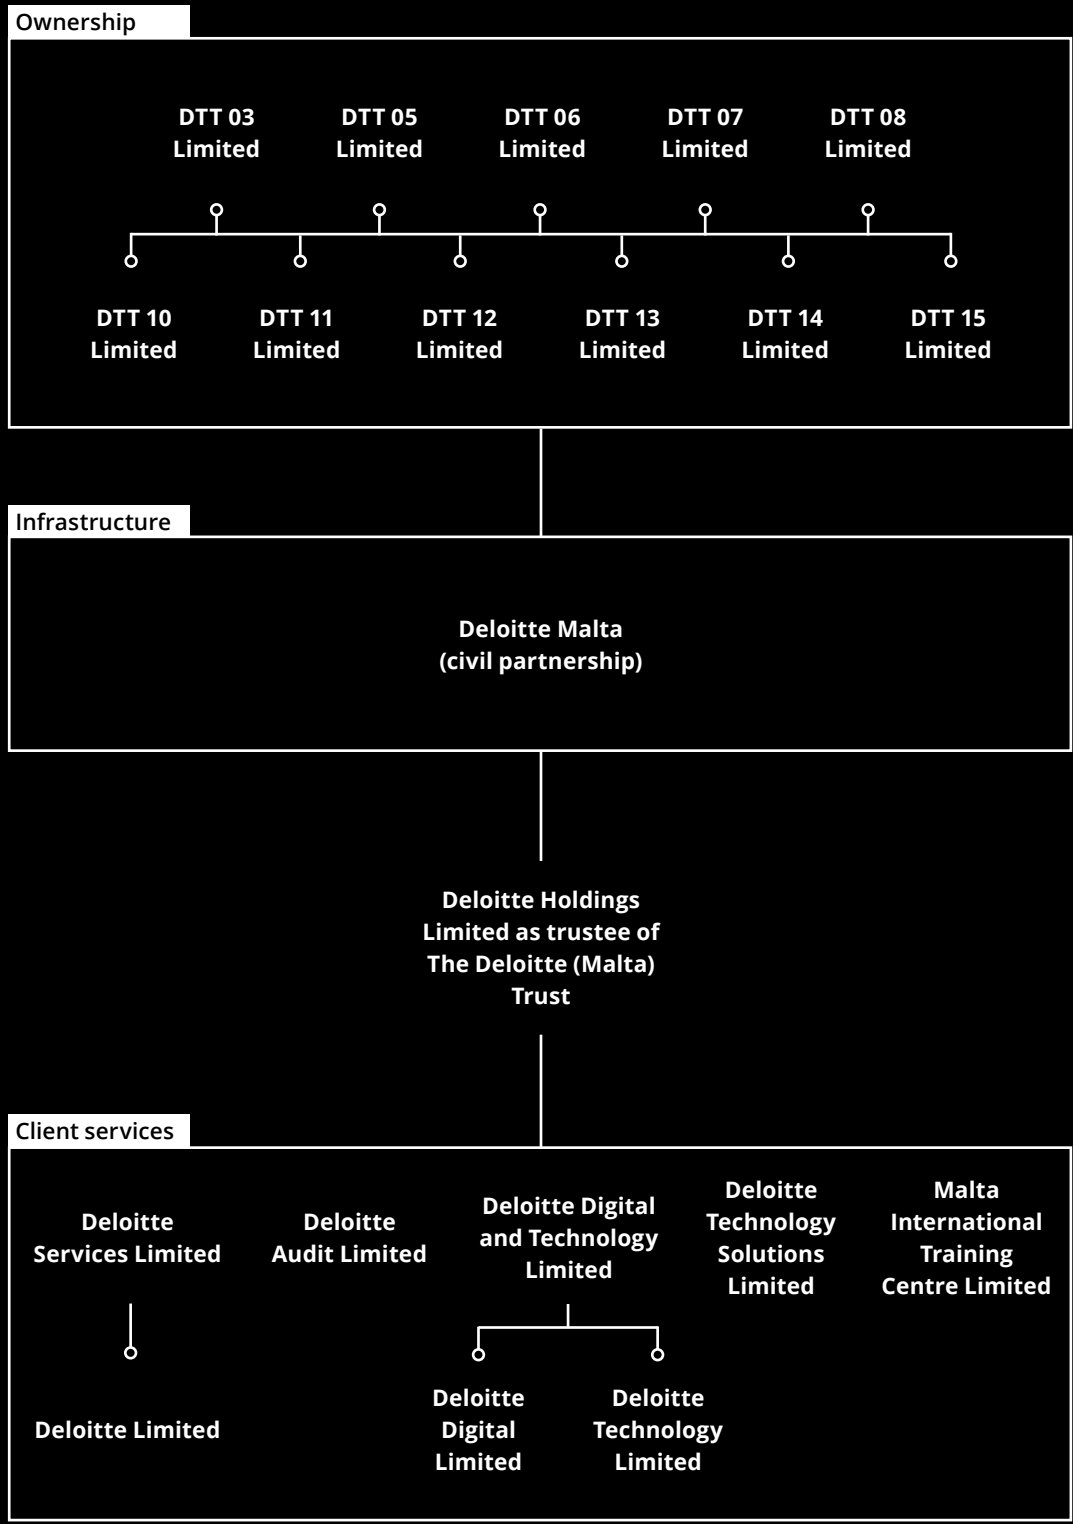 Ownership
DTT 03
Limited
DTT 05
Limited
DTT 06
Limited
DTT 07
Limited
DTT 08
Limited
DTT 10
Limited
DTT 11
Limited
DTT 12
Limited
DTT 13
Limited
DTT 14
Limited
DTT 15
Limited
Infrastructure
Deloitte Malta
(civil partnership)
Deloitte Holdings
Limited as trustee of
The Deloitte (Malta)
Trust
Client services
Deloitte
Services Limited
Deloitte
Audit Limited
Deloitte Digital
and Technology
Limited
Deloitte
Technology
Solutions
Limited
Malta
International
Training
Centre Limited
Deloitte Limited
Deloitte
Digital
Limited
Deloitte
Technology
Limited